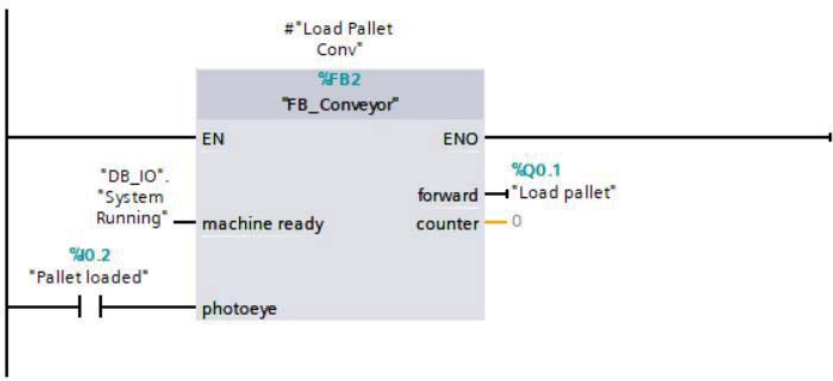 #"Load Pallet
Conv"
%FB2
"FB_Conveyor"
EN
ENO
"DB_IO".
"System
Running"
machine ready
%Q0.1
forward
"Load pallet"
counter
0
%I0.2
"Pallet loaded"
photoeye